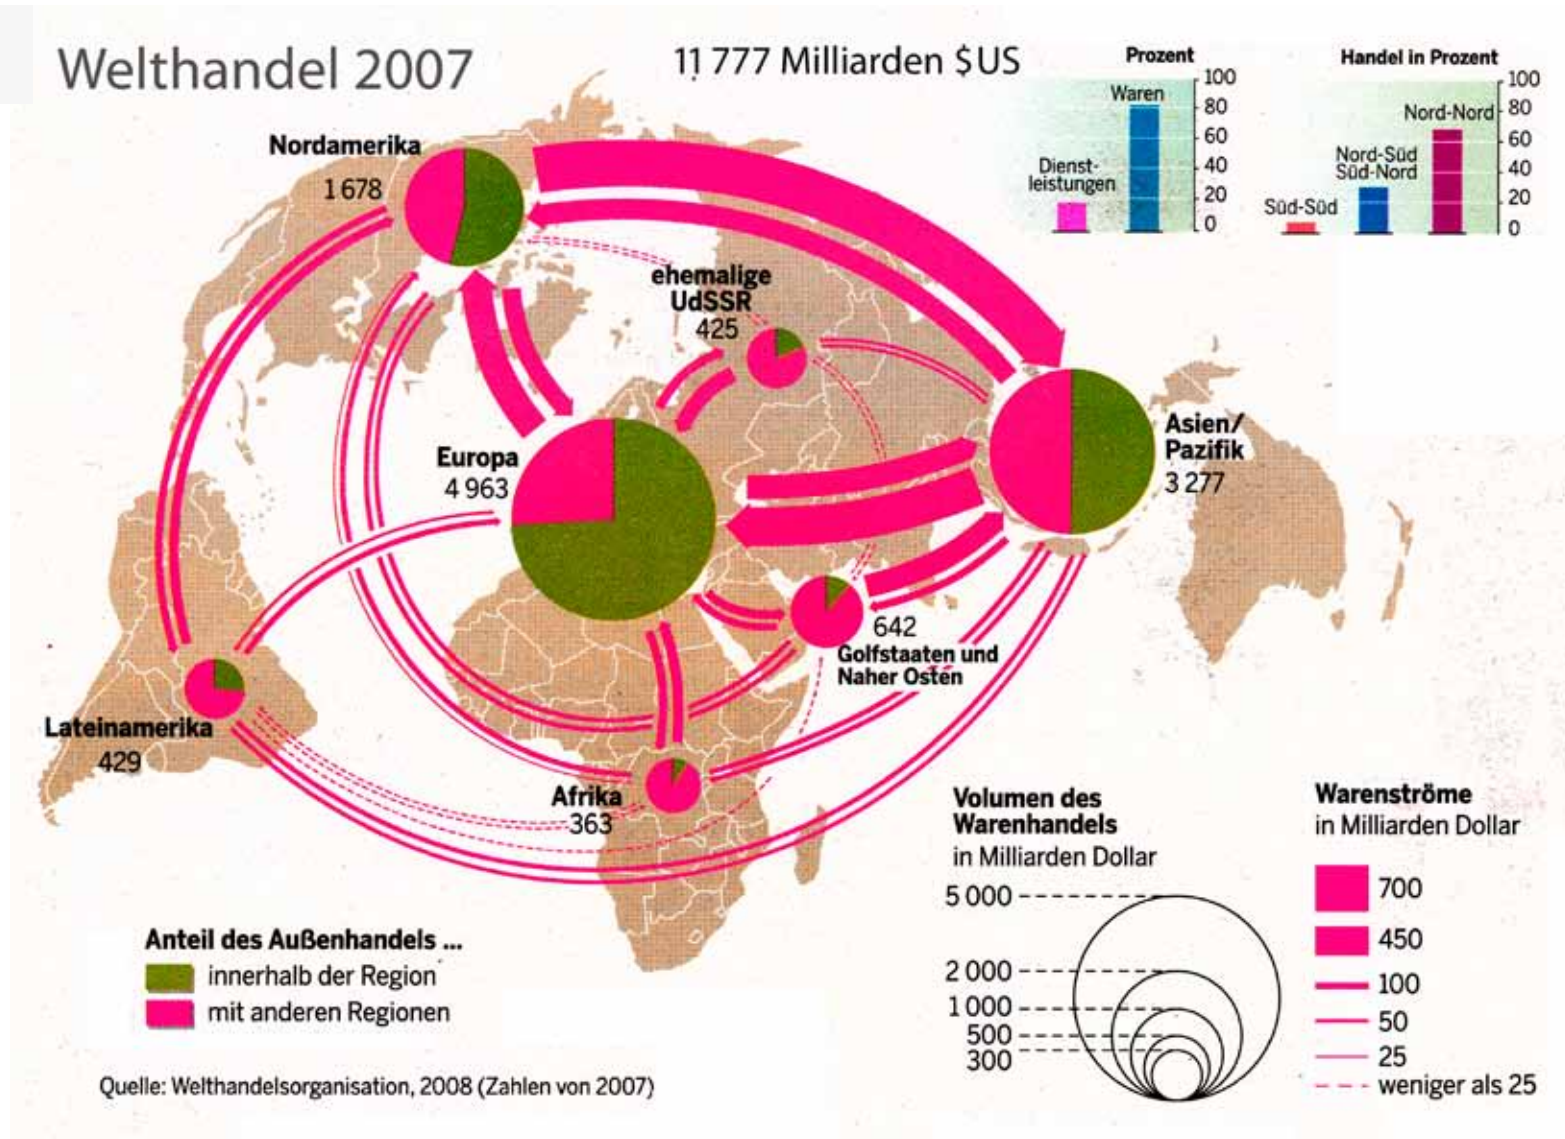 Welthandel 2007
11 777 Milliarden $US
Prozent
100
80
60
40
20
0
Waren
Dienst-
leistungen
Handel in Prozent
100
80
60
40
20
0
Nord-Nord
Nord-Süd
Süd-Nord
Süd-Süd
Nordamerika
1 678
ehemalige
UdSSR
425
Europa
4 963
Asien/
Pazifik
3 277
642
Golfstaaten und
Naher Osten
Lateinamerika
429
Afrika
363
Anteil des Außenhandels ...
innerhalb der Region
mit anderen Regionen
Quelle: Welthandelsorganisation, 2008 (Zahlen von 2007)
Volumen des
Warenhandels
in Milliarden Dollar
5 000
2 000
1 000
500
300
Warenströme
in Milliarden Dollar
700
450
100
50
25
weniger als 25